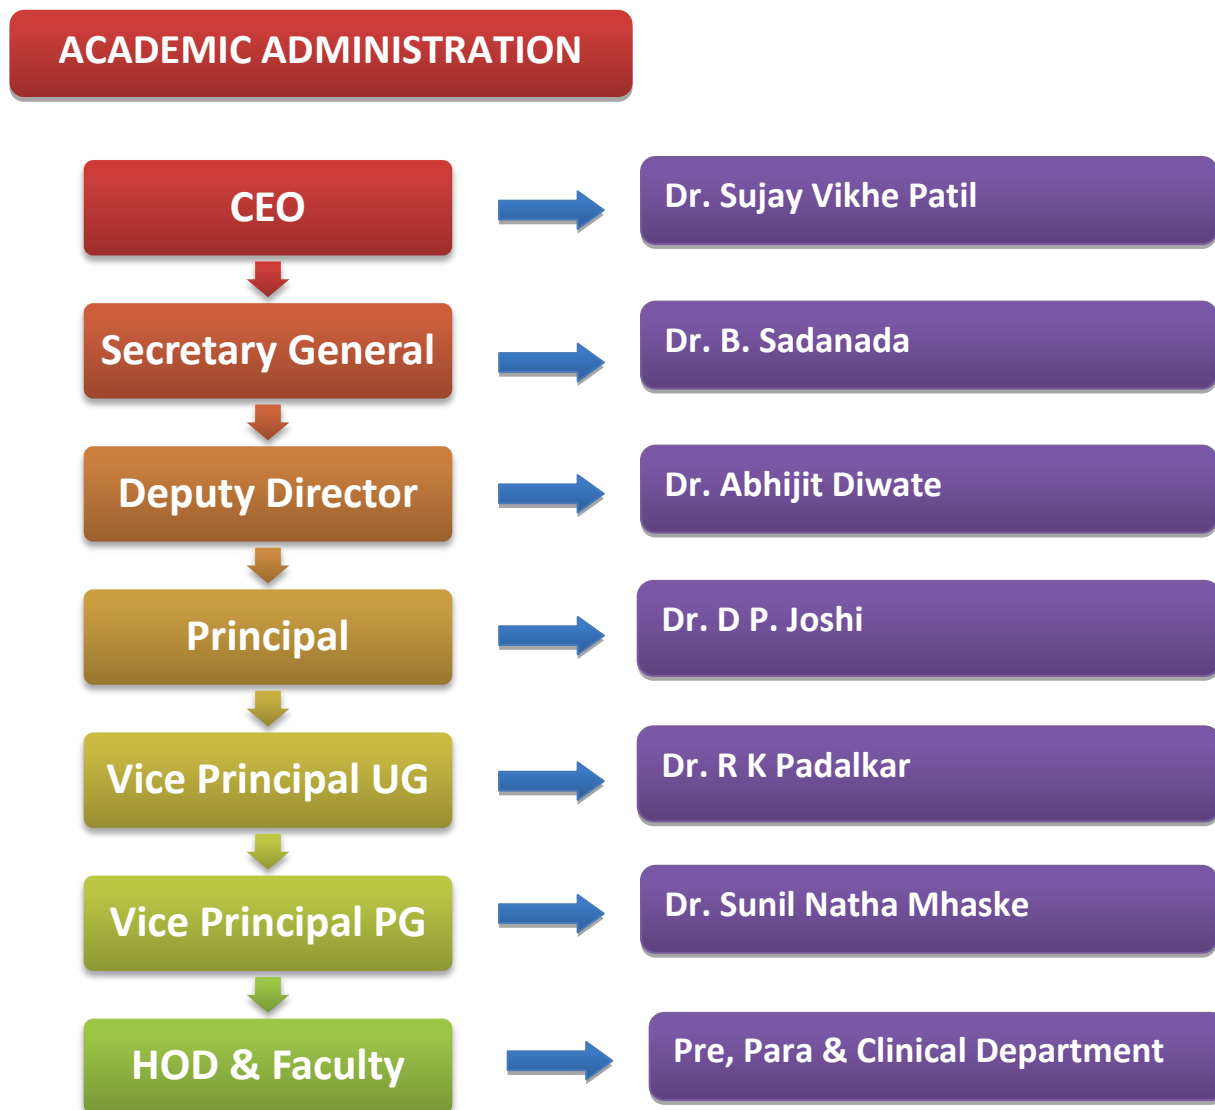 ACADEMIC ADMINISTRATION
CEO
Dr. Sujay Vikhe Patil
Secretary General
Dr. B. Sadanada
Deputy Director
Dr. Abhijit Diwate
Principal
Dr. D P. Joshi
Vice Principal UG
Dr. R K Padalkar
Vice Principal PG
Dr. Sunil Natha Mhaske
HOD & Faculty
Pre, Para & Clinical Department